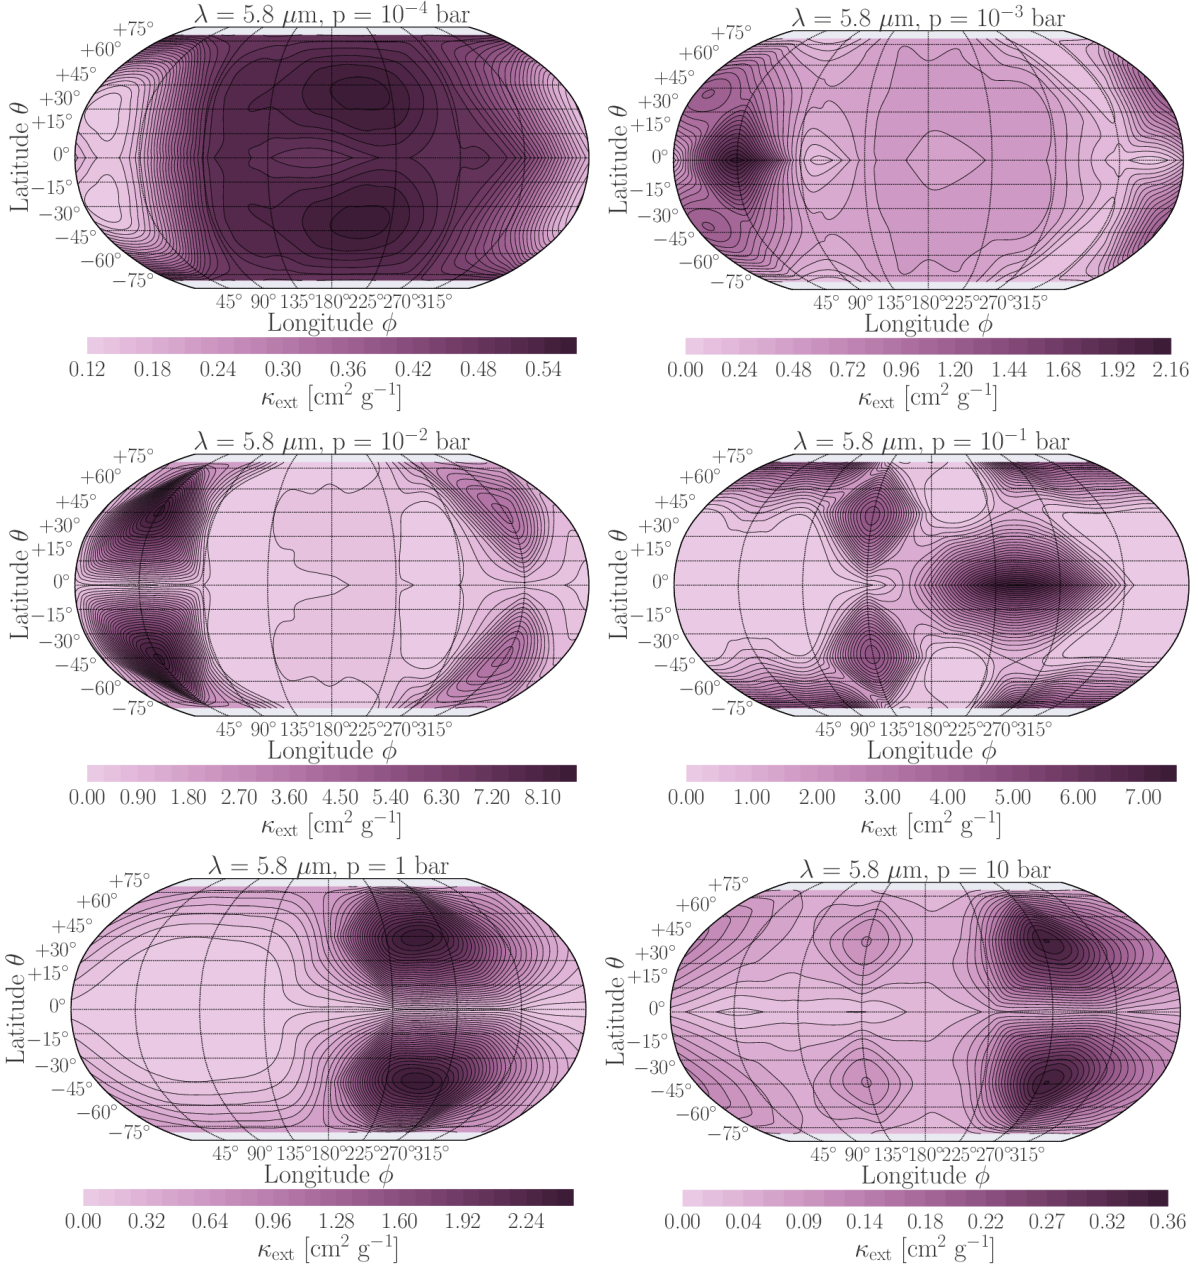 λ = 5.8 μm, p = 10⁻⁴ bar
+75°
+60°
+45°
+30°
+15°
0°
−15°
−30°
−45°
−60°
−75°
Latitude θ
45° 90° 135° 180° 225° 270° 315°
Longitude ϕ
0.12 0.18 0.24 0.30 0.36 0.42 0.48 0.54
κext [cm² g⁻¹]
λ = 5.8 μm, p = 10⁻³ bar
+75°
+60°
+45°
+30°
+15°
0°
−15°
−30°
−45°
−60°
−75°
Latitude θ
45° 90° 135° 180° 225° 270° 315°
Longitude ϕ
0.00 0.24 0.48 0.72 0.96 1.20 1.44 1.68 1.92 2.16
κext [cm² g⁻¹]
λ = 5.8 μm, p = 10⁻² bar
+75°
+60°
+45°
+30°
+15°
0°
−15°
−30°
−45°
−60°
−75°
Latitude θ
45° 90° 135° 180° 225° 270° 315°
Longitude ϕ
0.00 0.90 1.80 2.70 3.60 4.50 5.40 6.30 7.20 8.10
κext [cm² g⁻¹]
λ = 5.8 μm, p = 10⁻¹ bar
+75°
+60°
+45°
+30°
+15°
0°
−15°
−30°
−45°
−60°
−75°
Latitude θ
45° 90° 135° 180° 225° 270° 315°
Longitude ϕ
0.00 1.00 2.00 3.00 4.00 5.00 6.00 7.00
κext [cm² g⁻¹]
λ = 5.8 μm, p = 1 bar
+75°
+60°
+45°
+30°
+15°
0°
−15°
−30°
−45°
−60°
−75°
Latitude θ
45° 90° 135° 180° 225° 270° 315°
Longitude ϕ
0.00 0.32 0.64 0.96 1.28 1.60 1.92 2.24
κext [cm² g⁻¹]
λ = 5.8 μm, p = 10 bar
+75°
+60°
+45°
+30°
+15°
0°
−15°
−30°
−45°
−60°
−75°
Latitude θ
45° 90° 135° 180° 225° 270° 315°
Longitude ϕ
0.00 0.04 0.09 0.14 0.18 0.22 0.27 0.32 0.36
κext [cm² g⁻¹]